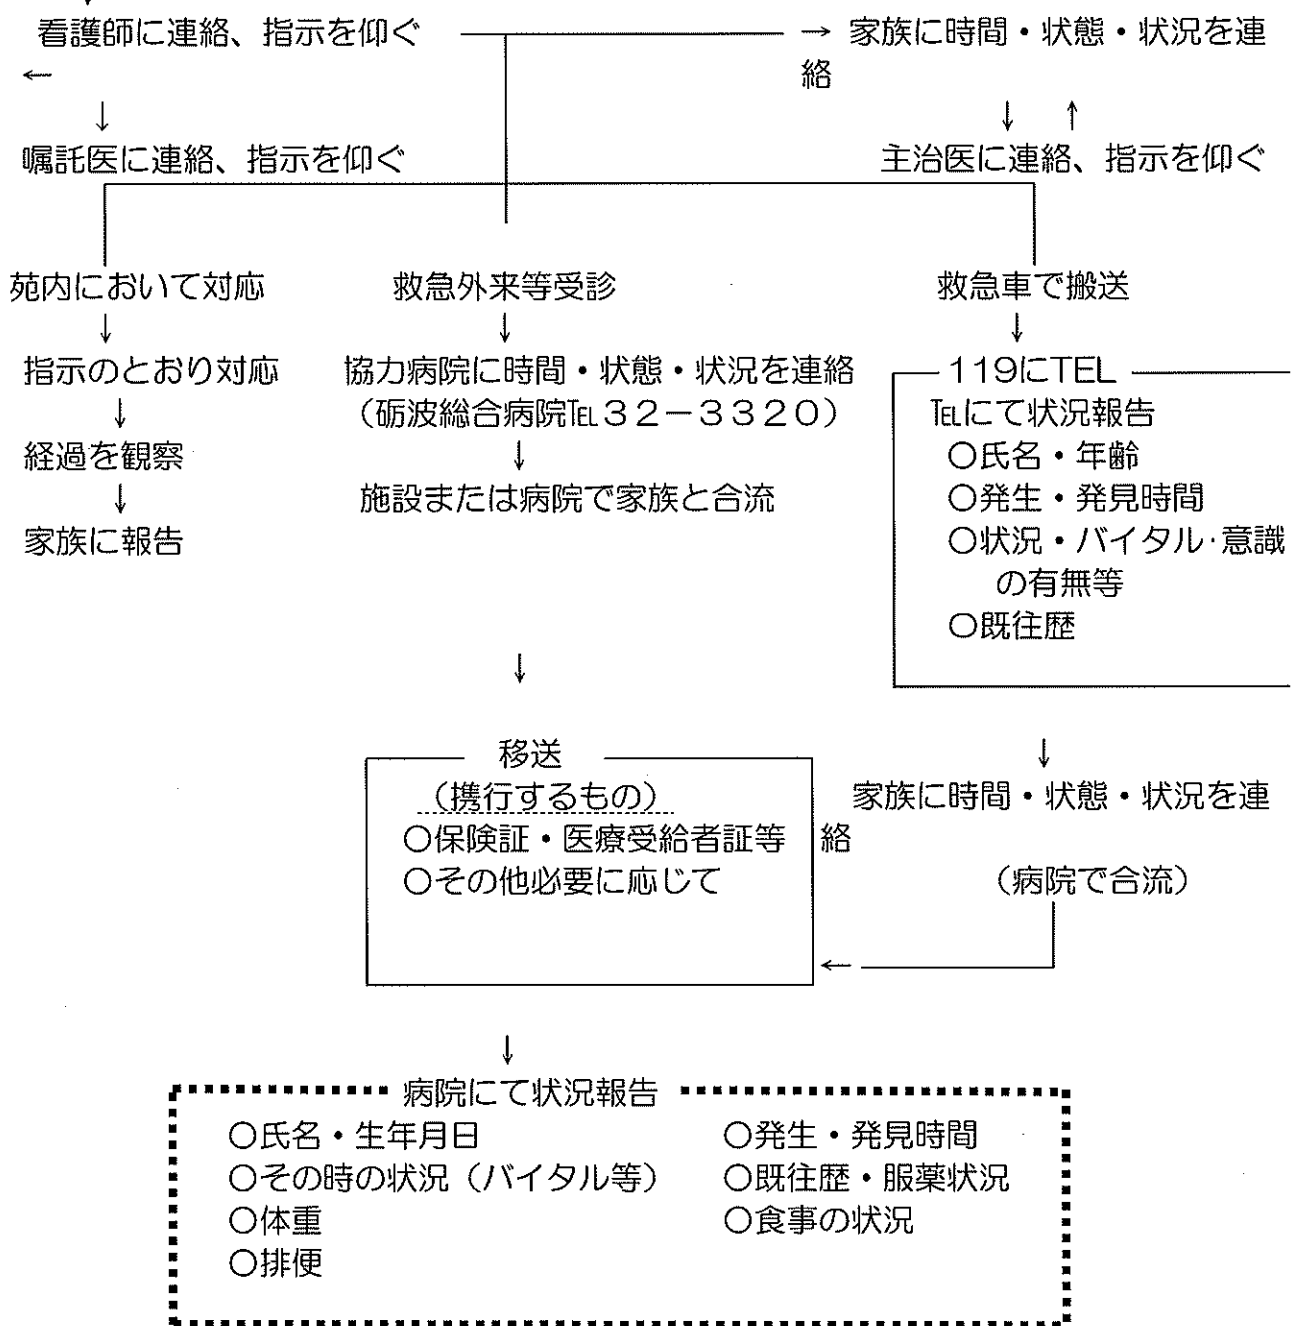 看護師に連絡、指示を仰ぐ
→ 家族に時間・状態・状況を連
←
絡
↓
↓ ↑
嘱託医に連絡、指示を仰ぐ
主治医に連絡、指示を仰ぐ
苑内において対応
救急外来等受診
救急車で搬送
↓
↓
↓
指示のとおり対応
協力病院に時間・状態・状況を連絡
119にTEL
↓
（砺波総合病院℡３２－３３２０）
℡にて状況報告
経過を観察
↓
○氏名・年齢
↓
施設または病院で家族と合流
○発生・発見時間
家族に報告
○状況・バイタル・意識
の有無等
○既往歴
↓
移送
↓
（携行するもの）
家族に時間・状態・状況を連
○保険証・医療受給者証等
絡
○その他必要に応じて
（病院で合流）
←
↓
病院にて状況報告
○氏名・生年月日
○発生・発見時間
○その時の状況（バイタル等）
○既往歴・服薬状況
○体重
○食事の状況
○排便